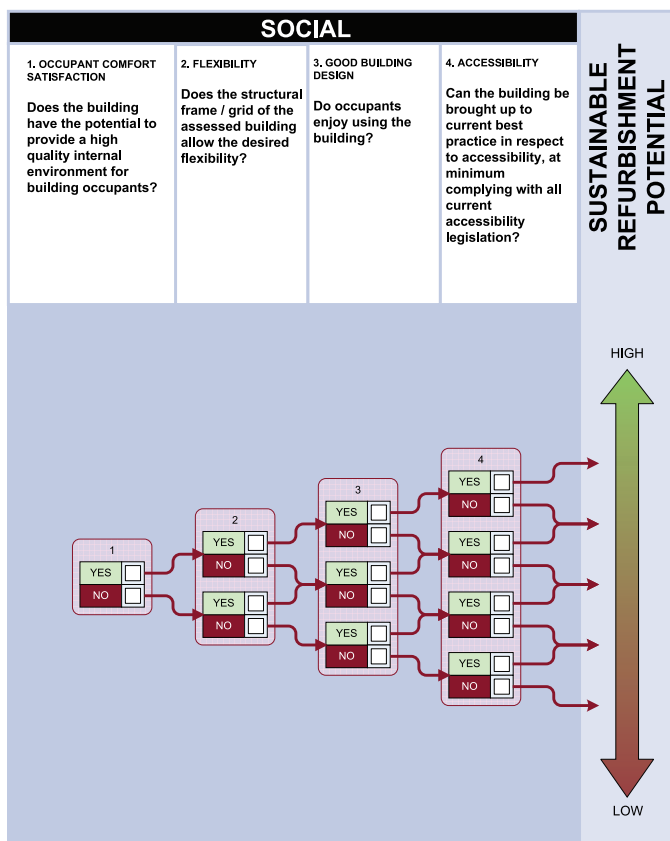 SOCIAL
1. OCCUPANT COMFORT
SATISFACTION
Does the building
have the potential to
provide a high
quality internal
environment for
building occupants?
2. FLEXIBILITY
Does the structural
frame / grid of the
assessed building
allow the desired
flexibility?
3. GOOD BUILDING
DESIGN
Do occupants
enjoy using the
building?
4. ACCESSIBILITY
Can the building be
brought up to
current best
practice in respect
to accessibility, at
minimum
complying with all
current
accessibility
legislation?
SUSTAINABLE
REFURBISHMENT
POTENTIAL
HIGH
1
YES
NO
2
YES
NO
YES
NO
3
YES
NO
YES
NO
YES
NO
4
YES
NO
YES
NO
YES
NO
YES
NO
LOW